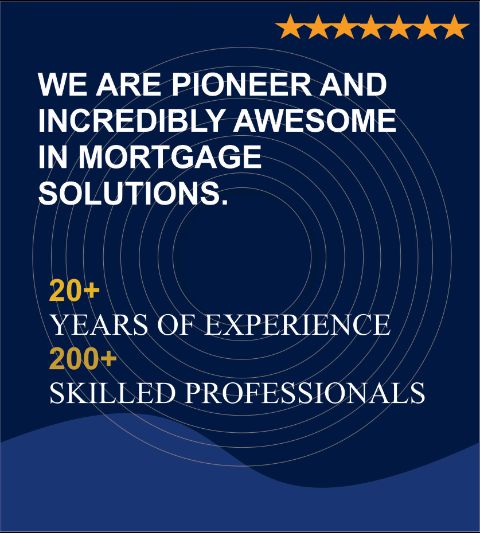 WE ARE PIONEER AND
INCREDIBLY AWESOME
IN MORTGAGE
SOLUTIONS.
20+
YEARS OF EXPERIENCE
200+
SKILLED PROFESSIONALS